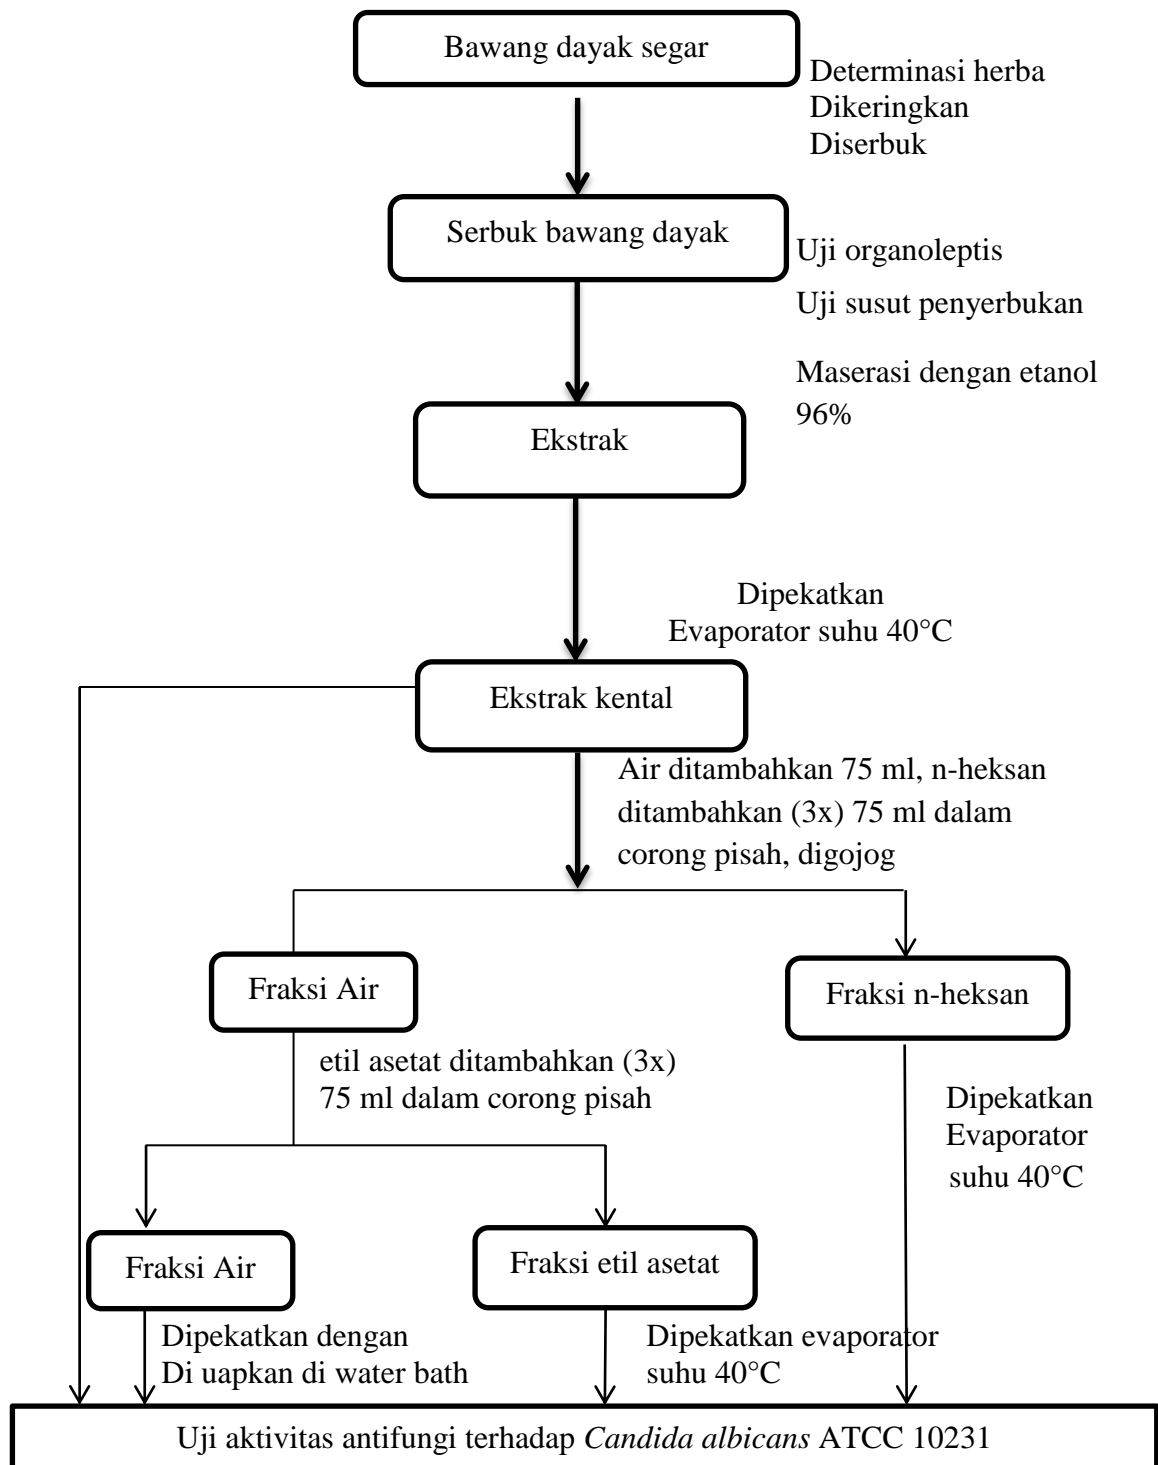 Bawang dayak segar
Determinasi herba
Dikeringkan
Diserbuk
Serbuk bawang dayak
Uji organoleptis
Uji susut penyerbukan
Maserasi dengan etanol
96%
Ekstrak
Dipekatkan
Evaporator suhu 40°C
Ekstrak kental
Air ditambahkan 75 ml, n-heksan
ditambahkan (3x) 75 ml dalam
corong pisah, digojog
Fraksi Air
Fraksi n-heksan
etil asetat ditambahkan (3x)
75 ml dalam corong pisah
Dipekatkan
Evaporator
suhu 40°C
Fraksi Air
Fraksi etil asetat
Dipekatkan dengan
Di uapkan di water bath
Dipekatkan evaporator
suhu 40°C
Uji aktivitas antifungi terhadap Candida albicans ATCC 10231